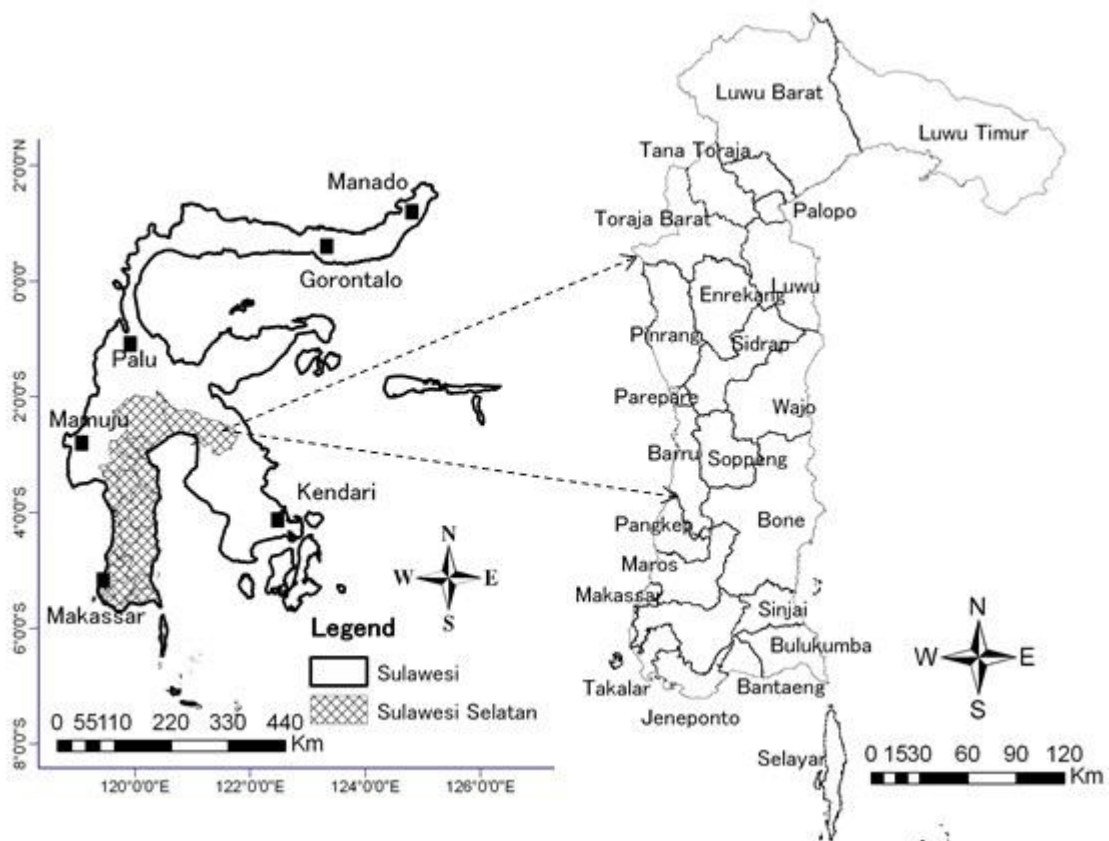 2°0'0"N
0°0'0"
2°0'0"S
4°0'0"S
6°0'0"S
8°0'0"S
120°0'0"E
122°0'0"E
124°0'0"E
126°0'0"E
Manado
Gorontalo
Palu
Mamuju
Kendari
Makassar
N
W E
S
Legend
Sulawesi
Sulawesi Selatan
0 55110 220 330 440
Km
Luwu Barat
Luwu Timur
Tana Toraja
Palopo
Toraja Barat
Luwu
Enrekang
Pinrang
Sidrap
Parepare
Wajo
Barru
Soppeng
Pangkep
Bone
Maros
Makassar
Sinjai
Bulukumba
Takalar
Bantaeng
Jeneponto
Selayar
N
W E
S
0 1530 60 90 120
Km